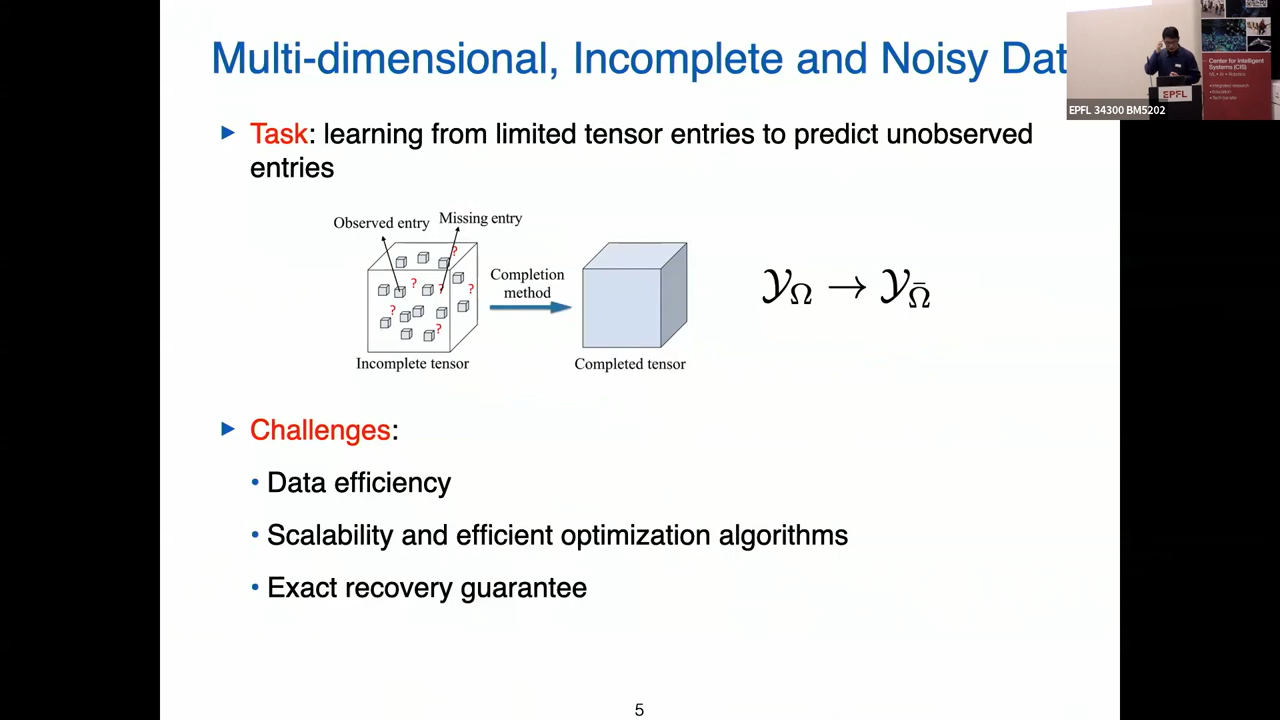 Multi-dimensional, Incomplete and Noisy Dat
▶ Task: learning from limited tensor entries to predict unobserved
entries
Observed entry
Missing entry
?
?
?
?
?
?
Completion
method
Incomplete tensor
Completed tensor
𝒴_Ω → 𝒴_Ω̄
▶ Challenges:
• Data efficiency
• Scalability and efficient optimization algorithms
• Exact recovery guarantee
5
EPFL
EPFL 34300 BM5202
Center for Intelligent
Systems (CIS)